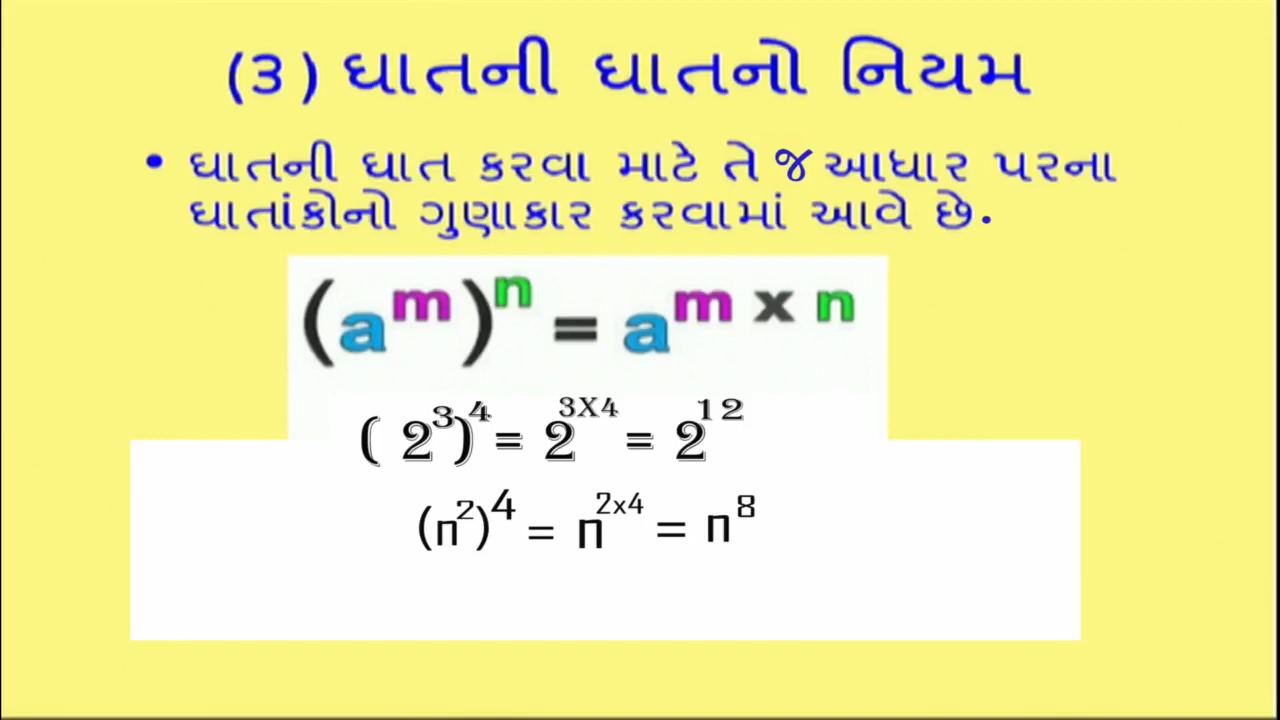 (૩) ઘાતની ઘાતનો નિયમ
• ઘાતની ઘાત કરવા માટે તે જ આધાર પરના
ઘાતાંકોનો ગુણાકાર કરવામાં આવે છે.
(a^m)^n = a^(m x n)
(2^3)^4 = 2^(3X4) = 2^12
(n^2)^4 = n^(2x4) = n^8